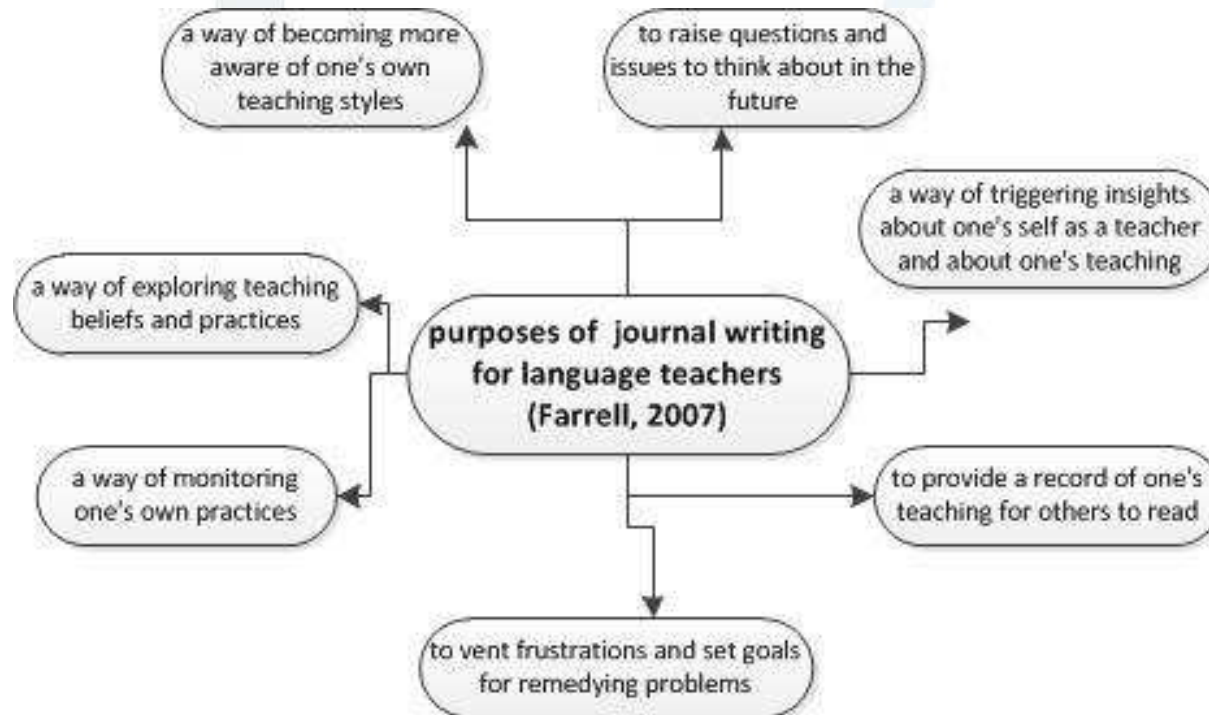 a way of becoming more
aware of one's own
teaching styles
to raise questions and
issues to think about in the
future
a way of triggering insights
about one's self as a teacher
and about one's teaching
a way of exploring teaching
beliefs and practices
purposes of journal writing
for language teachers
(Farrell, 2007)
a way of monitoring
one's own practices
to provide a record of one's
teaching for others to read
to vent frustrations and set goals
for remedying problems